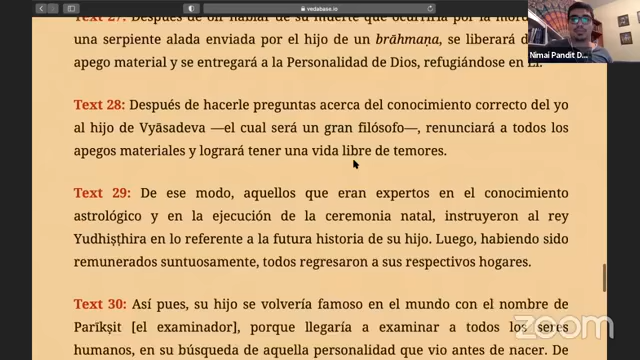 vedabase.io
Text 27: Después de oír hablar de su muerte que ocurriría por la
una serpiente alada enviada por el hijo de un brāhmaṇa, se liberará
apego material y se entregará a la Personalidad de Dios, refugiándose en Él.
Nimai Pandit D...
Text 28: Después de hacerle preguntas acerca del conocimiento correcto del yo
al hijo de Vyāsadeva —el cual será un gran filósofo—, renunciará a todos los
apegos materiales y logrará tener una vida libre de temores.
Text 29: De ese modo, aquellos que eran expertos en el conocimiento
astrológico y en la ejecución de la ceremonia natal, instruyeron al rey
Yudhiṣṭhira en lo referente a la futura historia de su hijo. Luego, habiendo sido
remunerados suntuosamente, todos regresaron a sus respectivos hogares.
Text 30: Así pues, su hijo se volvería famoso en el mundo con el nombre de
Parīkṣit [el examinador], porque llegaría a examinar a todos los seres
humanos, en su búsqueda de aquella personalidad que vio antes de nacer. De
zoom